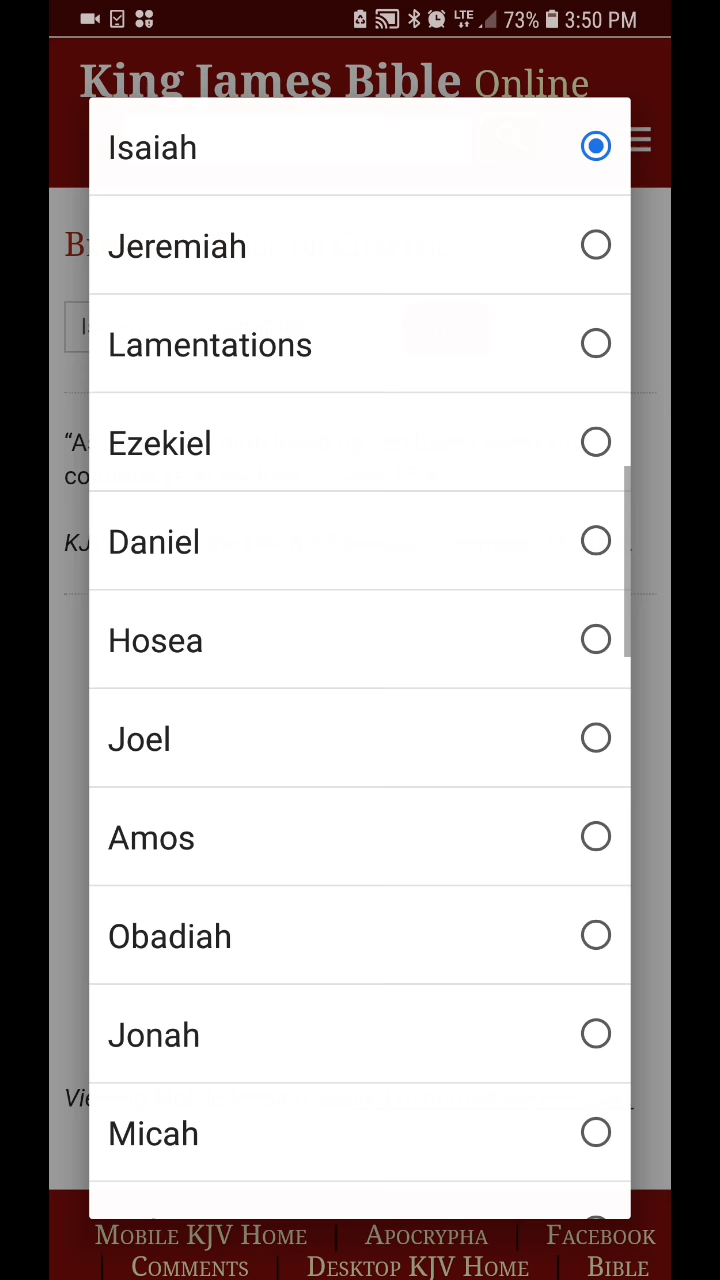 LTE 73% 3:50 PM
King James Bible Online
Isaiah
Jeremiah
Lamentations
Ezekiel
Daniel
Hosea
Joel
Amos
Obadiah
Jonah
Micah
MOBILE KJV HOME | APOCRYPHA | FACEBOOK
| COMMENTS | DESKTOP KJV HOME | BIBLE